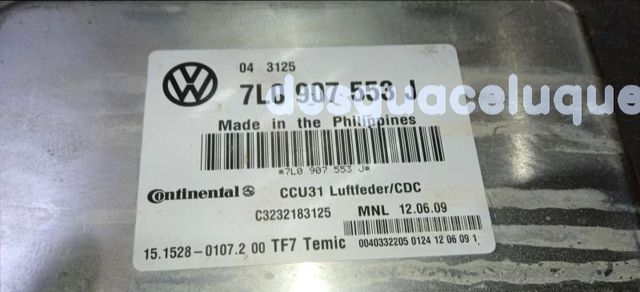 04 3125
7L0 907 553 J
desguaceluque
Made in the Philippines
*7L0 907 553 J*
Continental CCU31 Luftfeder/CDC
C3232183125 MNL 12.06.09
15.1528-0107.2 00 TF7 Temic 0040332205 0124 12 06 09 1